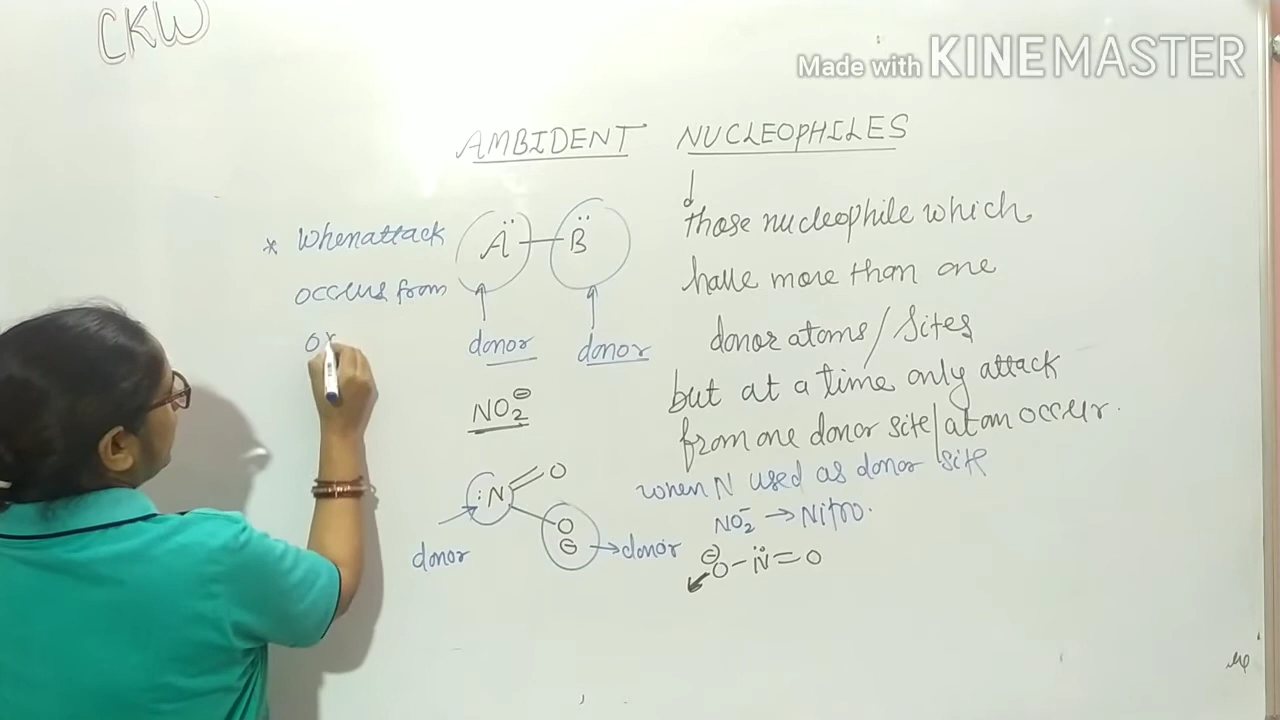 CKW
Made with KINEMASTER
AMBIDENT NUCLEOPHILES
* When attack
occurs from
or
Ä — B̈
donor donor
NO₂⊖
:N = O
O
⊖ → donor
donor
↓
those nucleophile which
have more than one
donor atoms / Sites
but at a time only attack
from one donor site / atom occur.
when N used as donor site
NO₂⁻ → Nitro.
⊖O – N̈ = O